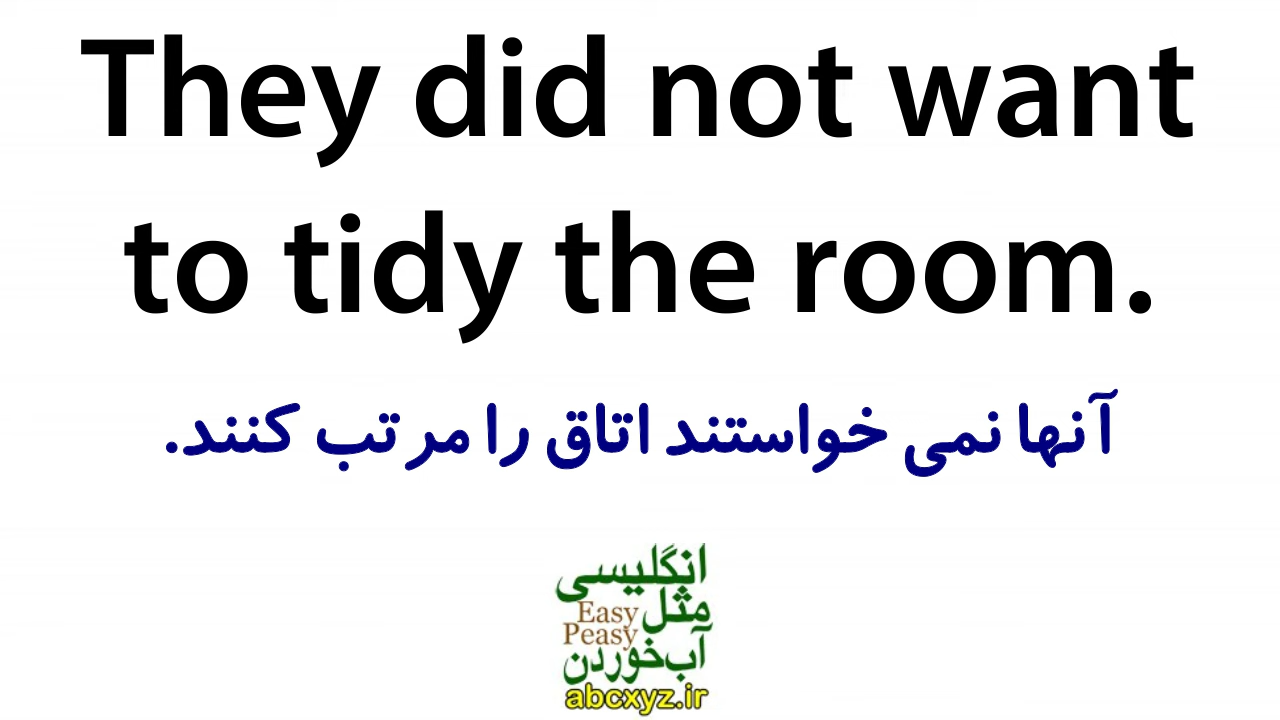 They did not want
to tidy the room.
آنها نمی خواستند اتاق را مرتب کنند.
انگلیسی
مثل
Easy
Peasy
آب‌خوردن
abcxyz.ir